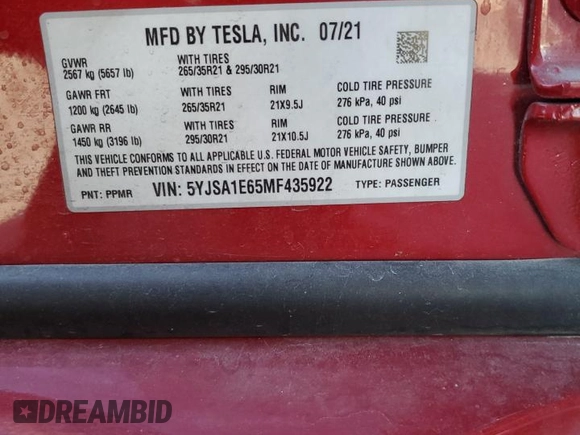 MFD BY TESLA, INC. 07/21
GVWR
2567 kg (5657 lb)
WITH TIRES
265/35R21 & 295/30R21
GAWR FRT
1200 kg (2645 lb)
WITH TIRES
265/35R21
RIM
21X9.5J
COLD TIRE PRESSURE
276 kPa, 40 psi
GAWR RR
1450 kg (3196 lb)
WITH TIRES
295/30R21
RIM
21X10.5J
COLD TIRE PRESSURE
276 kPa, 40 psi
THIS VEHICLE CONFORMS TO ALL APPLICABLE U.S. FEDERAL MOTOR VEHICLE SAFETY, BUMPER
AND THEFT PREVENTION STANDARDS IN EFFECT ON THE DATE OF MANUFACTURE SHOWN ABOVE.
PNT: PPMR VIN: 5YJSA1E65MF435922 TYPE: PASSENGER
DREAMBID